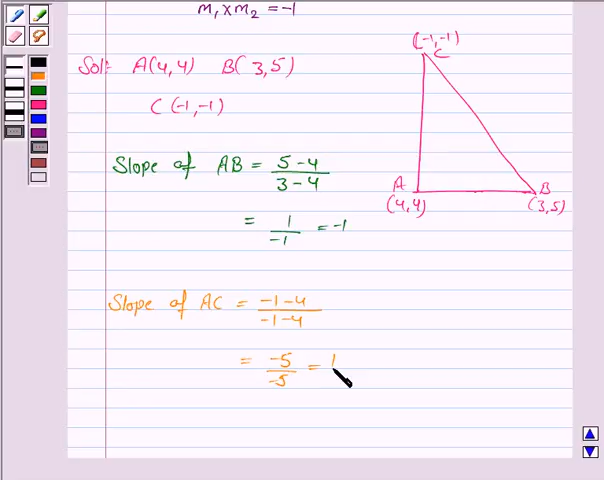 m₁ × m₂ = -1
Sol: A(4,4) B(3,5)
C(-1,-1)
(-1,-1)
C
A
(4,4)
B
(3,5)
Slope of AB = 5-4 / 3-4
= 1 / -1 = -1
Slope of AC = -1-4 / -1-4
= -5 / -5 = 1